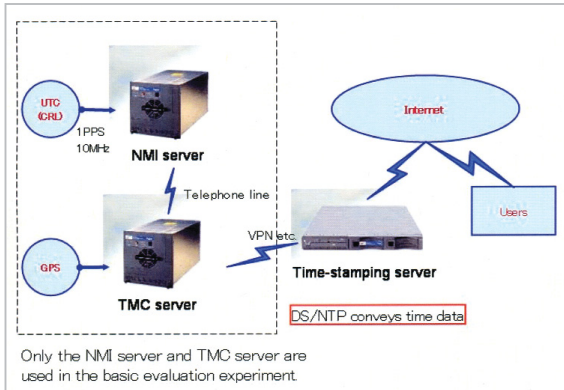 UTC
(CRL)
1PPS
10MHz
NMI server
Telephone line
Internet
Users
GPS
TMC server
VPN etc.
Time-stamping server
DS/NTP conveys time data
Only the NMI server and TMC server are
used in the basic evaluation experiment.